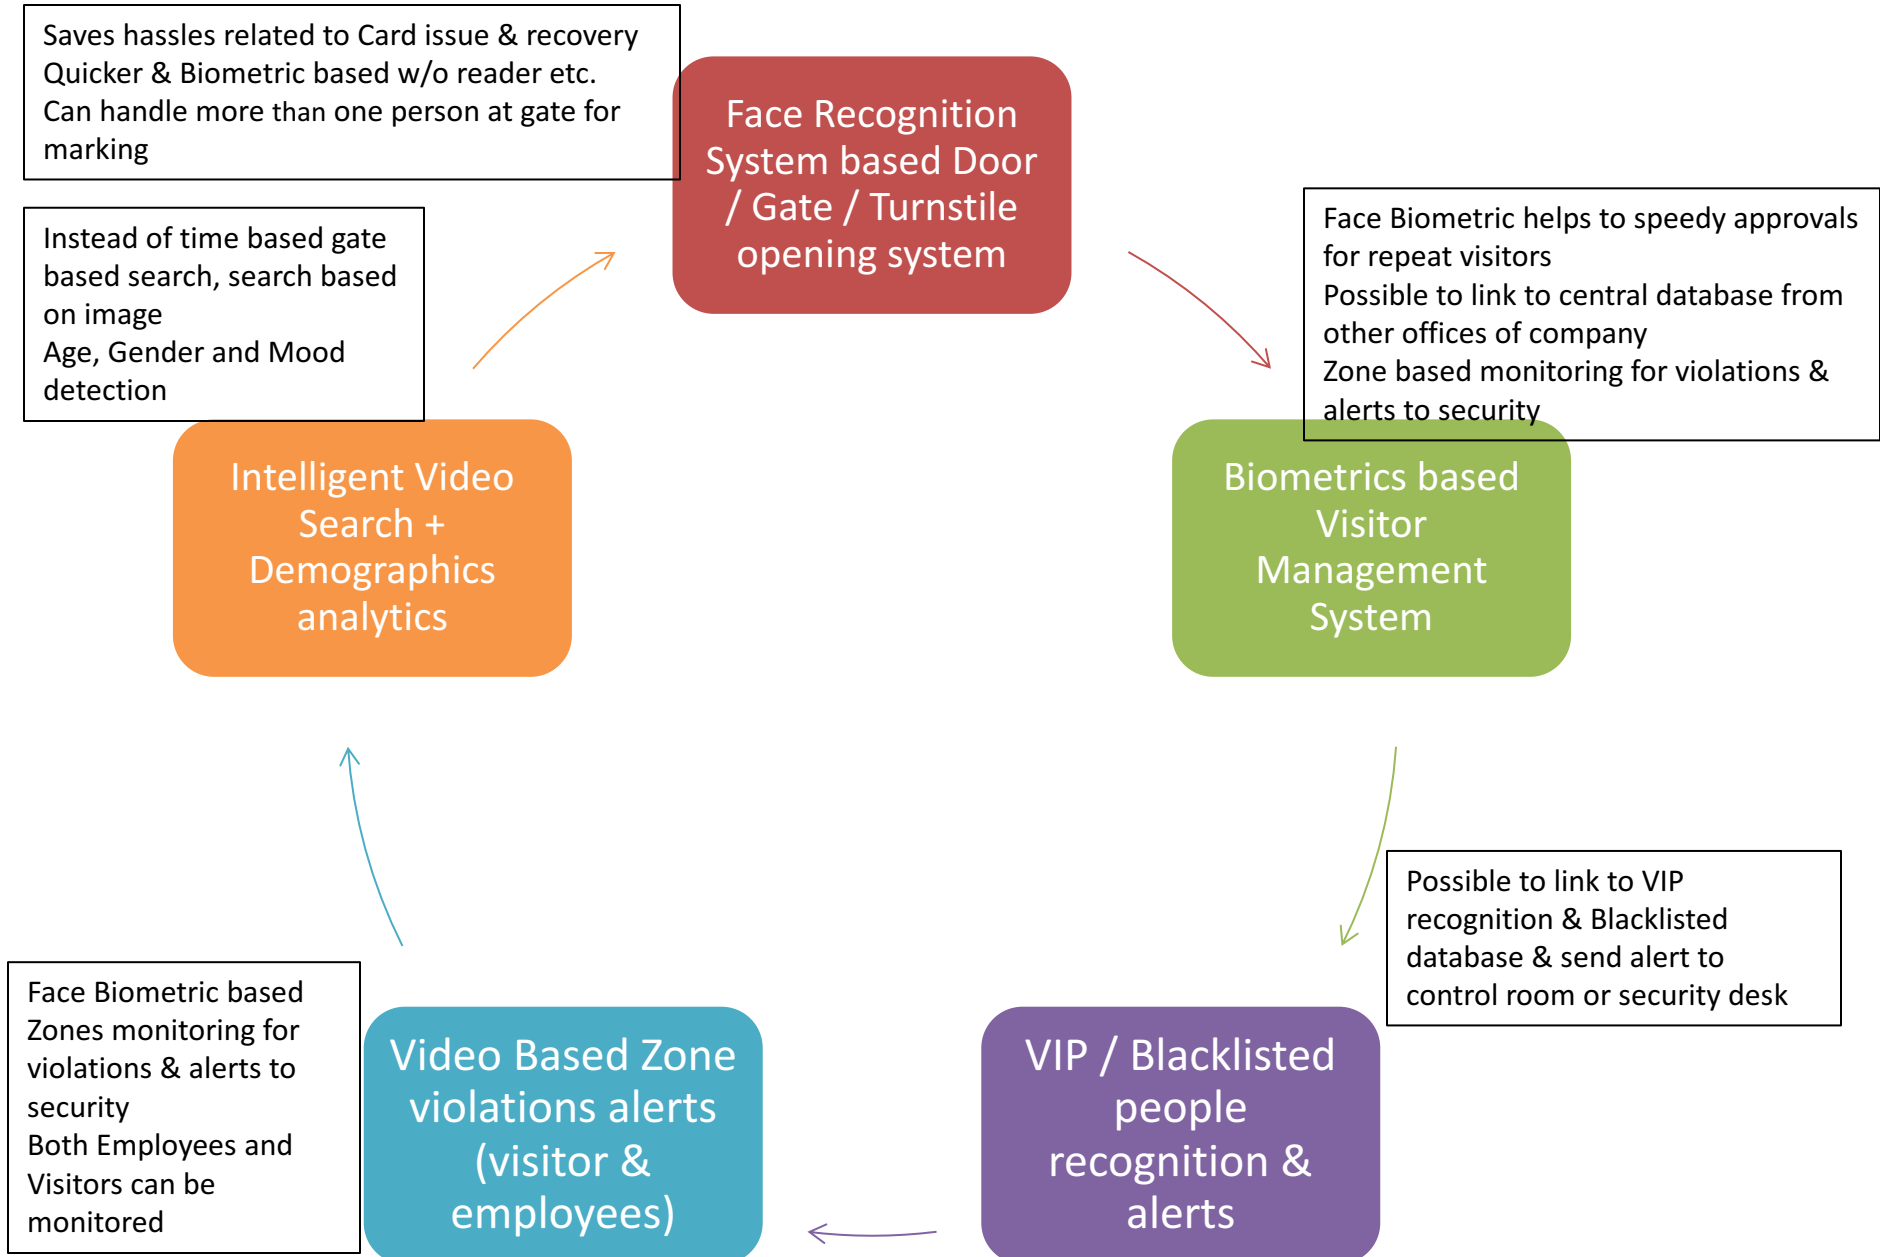 Saves hassles related to Card issue & recovery
Quicker & Biometric based w/o reader etc.
Can handle more than one person at gate for
marking
Face Recognition
System based Door
/ Gate / Turnstile
opening system
Face Biometric helps to speedy approvals
for repeat visitors
Possible to link to central database from
other offices of company
Zone based monitoring for violations &
alerts to security
Instead of time based gate
based search, search based
on image
Age, Gender and Mood
detection
Intelligent Video
Search +
Demographics
analytics
Biometrics based
Visitor
Management
System
Possible to link to VIP
recognition & Blacklisted
database & send alert to
control room or security desk
Face Biometric based
Zones monitoring for
violations & alerts to
security
Both Employees and
Visitors can be
monitored
Video Based Zone
violations alerts
(visitor &
employees)
VIP / Blacklisted
people
recognition &
alerts